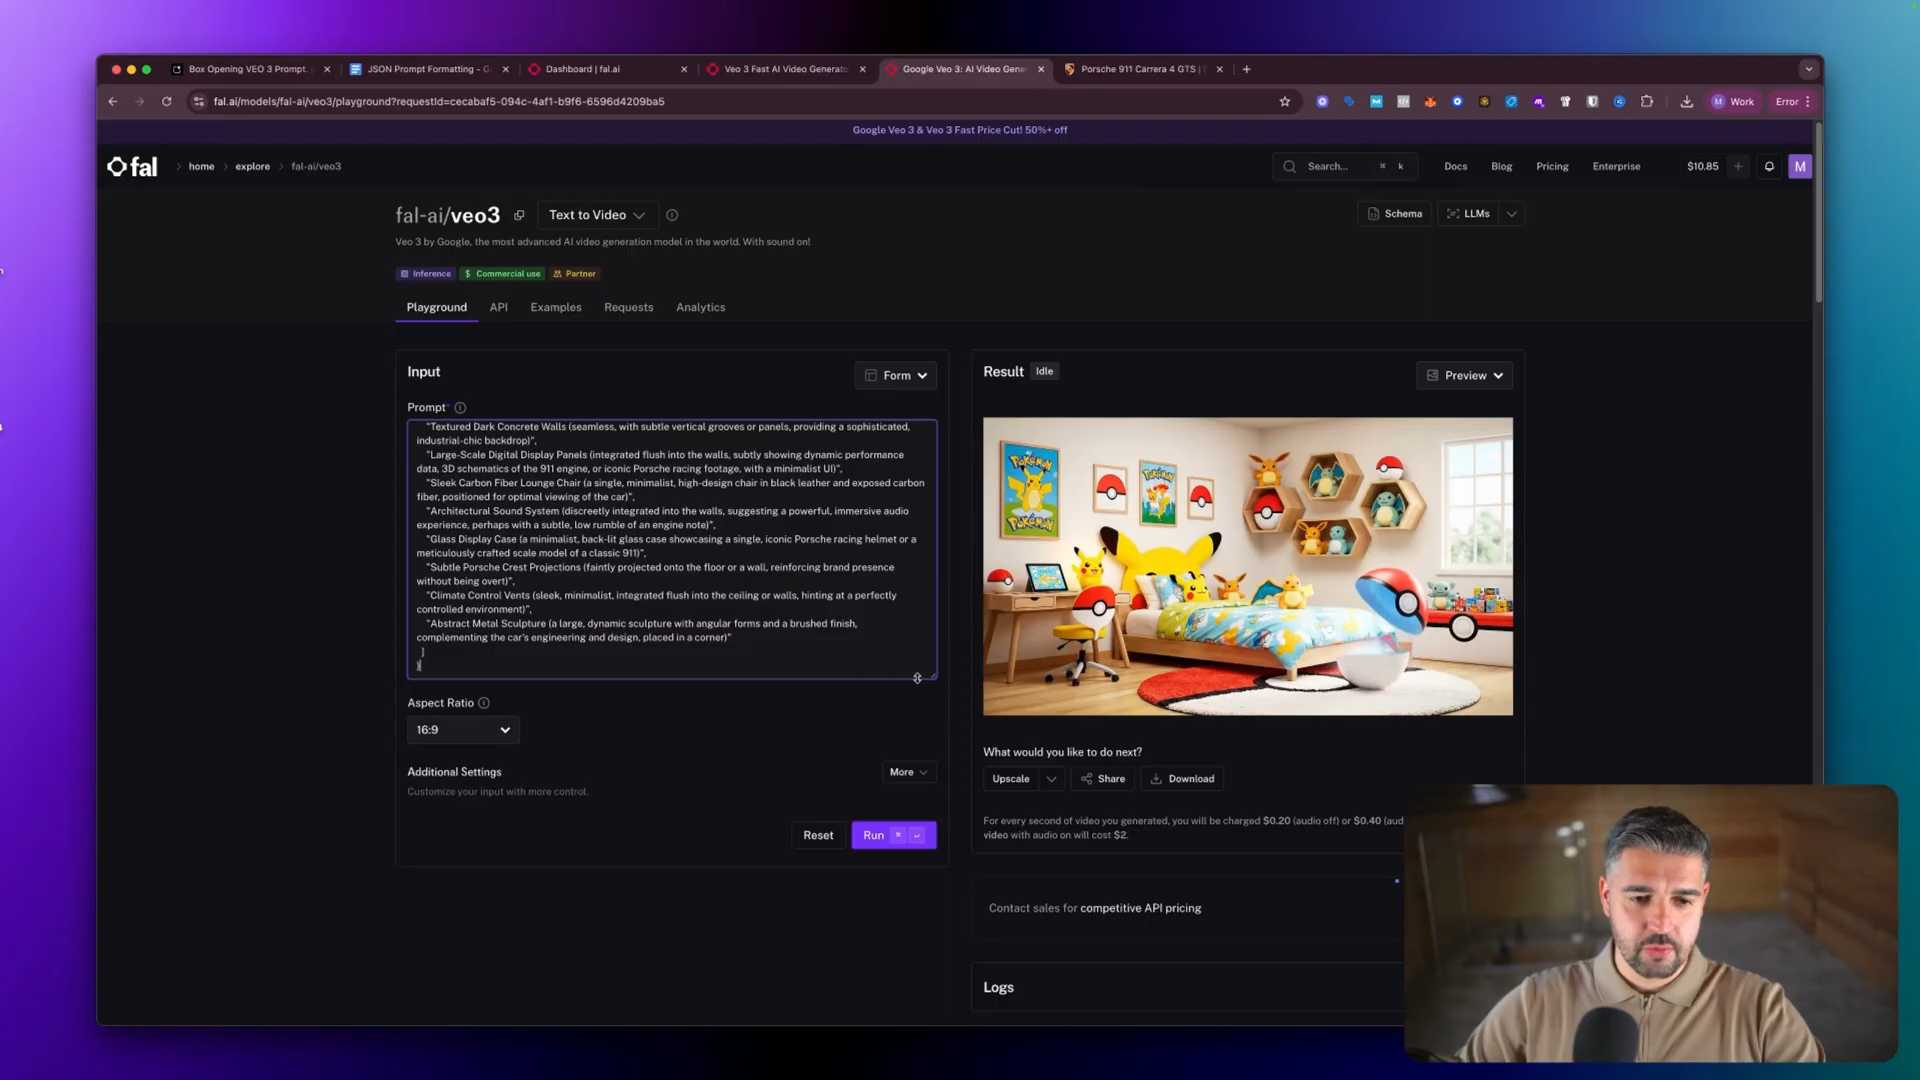 Box Opening VEO 3 Prompt.
JSON Prompt Formatting - G
Dashboard | fal.ai
Veo 3 Fast AI Video Generato
Google Veo 3: AI Video Gene
Porsche 911 Carrera 4 GTS |
fal.ai/models/fal-ai/veo3/playground?requestId=cecabaf5-094c-4af1-b9f6-6596d4209ba5
M Work
Error
Google Veo 3 & Veo 3 Fast Price Cut! 50%+ off
fal
home
explore
fal-ai/veo3
Search...
k
Docs
Blog
Pricing
Enterprise
$10.85
M
fal-ai/veo3
Text to Video
Schema
LLMs
Veo 3 by Google, the most advanced AI video generation model in the world. With sound on!
Inference
$ Commercial use
Partner
Playground
API
Examples
Requests
Analytics
Input
Form
Prompt*
"Textured Dark Concrete Walls (seamless, with subtle vertical grooves or panels, providing a sophisticated,
industrial-chic backdrop)",
"Large-Scale Digital Display Panels (integrated flush into the walls, subtly showing dynamic performance
data, 3D schematics of the 911 engine, or iconic Porsche racing footage, with a minimalist UI)",
"Sleek Carbon Fiber Lounge Chair (a single, minimalist, high-design chair in black leather and exposed carbon
fiber, positioned for optimal viewing of the car)",
"Architectural Sound System (discreetly integrated into the walls, suggesting a powerful, immersive audio
experience, perhaps with a subtle, low rumble of an engine note)",
"Glass Display Case (a minimalist, back-lit glass case showcasing a single, iconic Porsche racing helmet or a
meticulously crafted scale model of a classic 911)",
"Subtle Porsche Crest Projections (faintly projected onto the floor or a wall, reinforcing brand presence
without being overt)",
"Climate Control Vents (sleek, minimalist, integrated flush into the ceiling or walls, hinting at a perfectly
controlled environment)",
"Abstract Metal Sculpture (a large, dynamic sculpture with angular forms and a brushed finish,
complementing the car's engineering and design, placed in a corner)"
]
}
Aspect Ratio
16:9
Additional Settings
More
Customize your input with more control.
Reset
Run
Result
Idle
Preview
POKÉMON
What would you like to do next?
Upscale
Share
Download
For every second of video you generated, you will be charged $0.20 (audio off) or $0.40 (aud
video with audio on will cost $2.
Contact sales for competitive API pricing
Logs